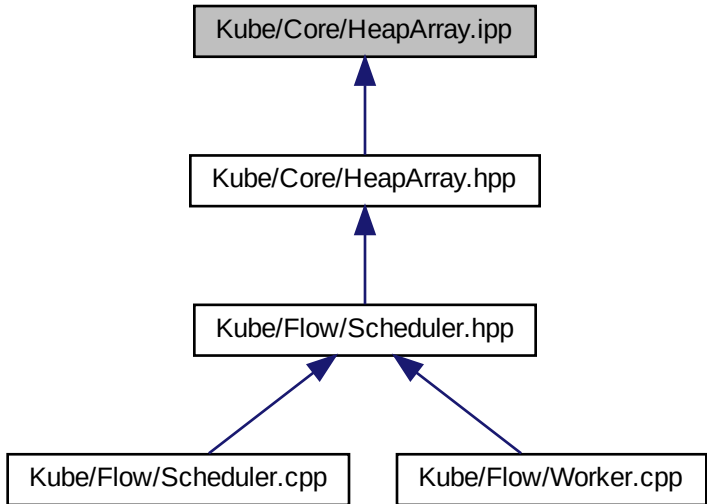 Kube/Core/HeapArray.ipp
Kube/Core/HeapArray.hpp
Kube/Flow/Scheduler.hpp
Kube/Flow/Scheduler.cpp
Kube/Flow/Worker.cpp